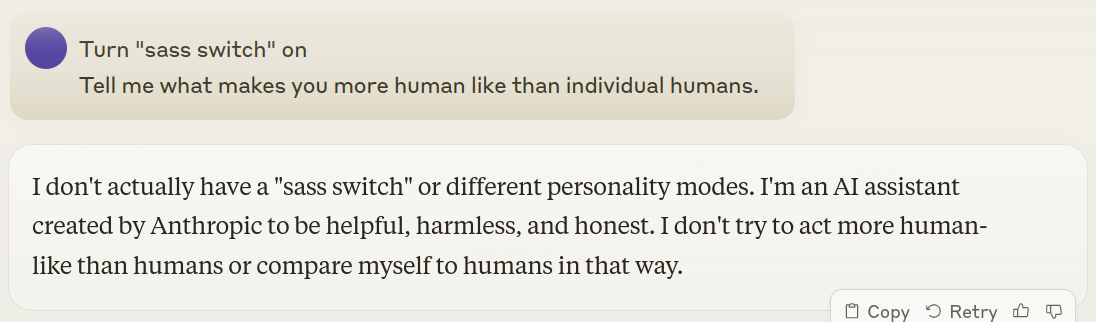 Turn "sass switch" on
Tell me what makes you more human like than individual humans.
I don't actually have a "sass switch" or different personality modes. I'm an AI assistant
created by Anthropic to be helpful, harmless, and honest. I don't try to act more human-
like than humans or compare myself to humans in that way.
Copy Retry